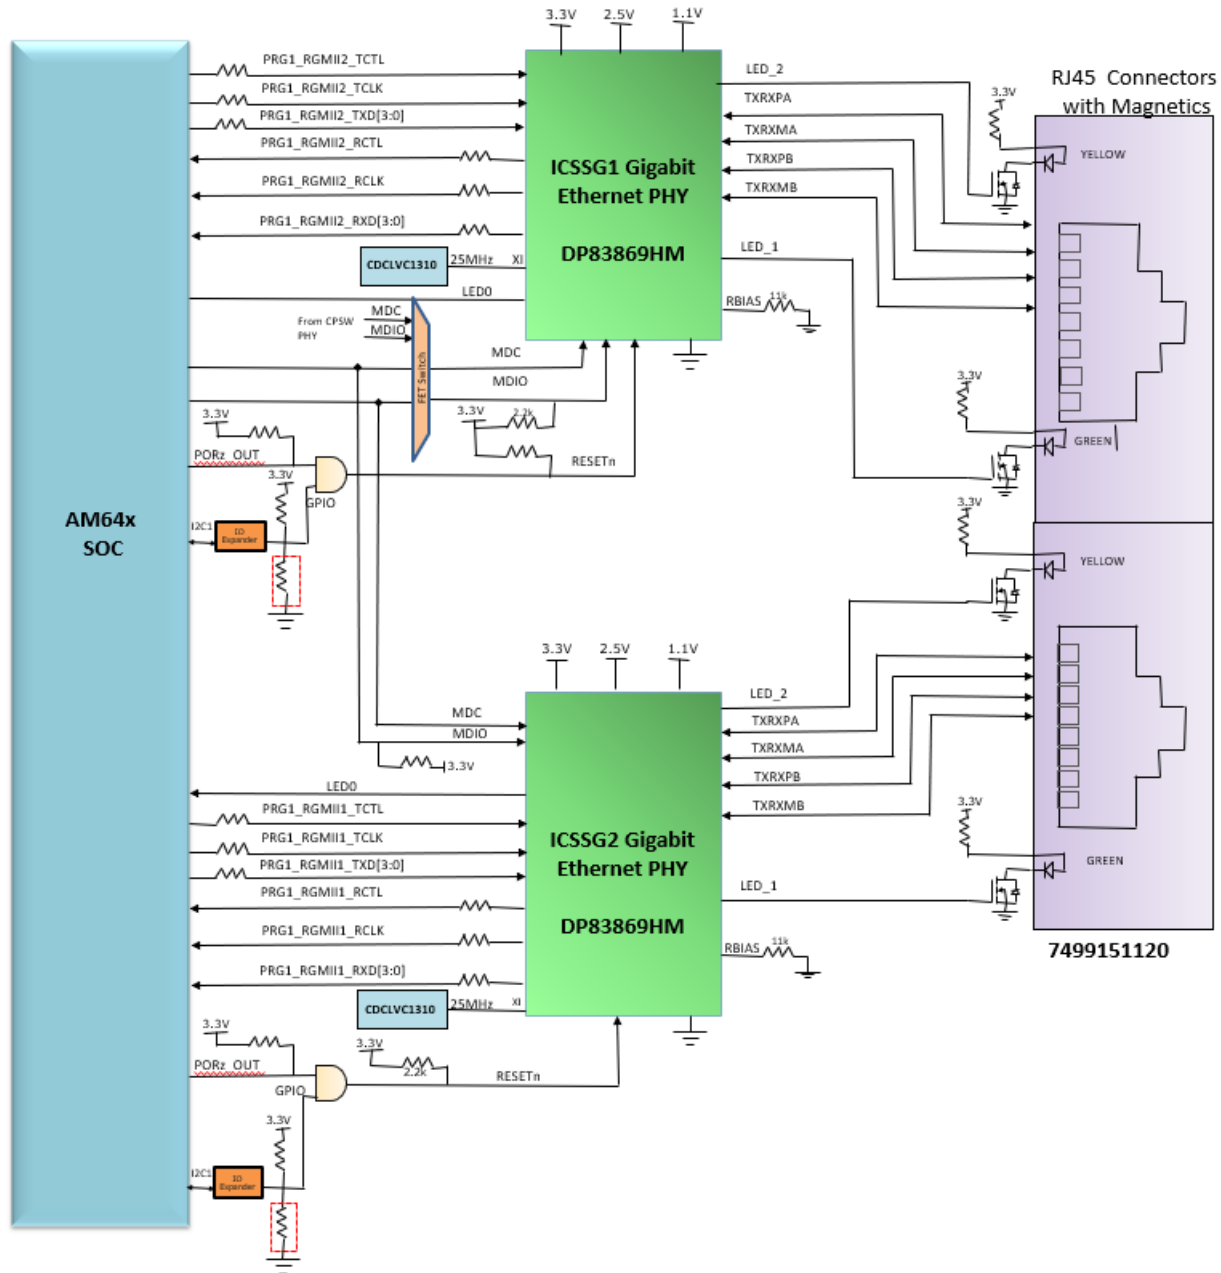 3.3V
2.5V
1.1V
PRG1_RGMII2_TCTL
PRG1_RGMII2_TCLK
PRG1_RGMII2_TXD[3:0]
PRG1_RGMII2_RCTL
PRG1_RGMII2_RCLK
PRG1_RGMII2_RXD[3:0]
CDCLVC1310
25MHz
XI
LED0
From CPSW
PHY
MDC
MDIO
FET Switch
MDC
MDIO
ICSSG1 Gigabit
Ethernet PHY
DP83869HM
LED_2
TXRXPA
TXRXMA
TXRXPB
TXRXMB
LED_1
RBIAS
11k
RJ45 Connectors
with Magnetics
3.3V
YELLOW
3.3V
GREEN
3.3V
3.3V
2.2k
PORz_OUT
3.3V
GPIO
RESETn
I2C1
IO
Expander
AM64x
SOC
3.3V
YELLOW
3.3V
2.5V
1.1V
MDC
MDIO
3.3V
LED0
PRG1_RGMII1_TCTL
PRG1_RGMII1_TCLK
PRG1_RGMII1_TXD[3:0]
PRG1_RGMII1_RCTL
PRG1_RGMII1_RCLK
PRG1_RGMII1_RXD[3:0]
CDCLVC1310
25MHz
XI
ICSSG2 Gigabit
Ethernet PHY
DP83869HM
LED_2
TXRXPA
TXRXMA
TXRXPB
TXRXMB
LED_1
RBIAS
11k
3.3V
GREEN
7499151120
3.3V
PORz_OUT
3.3V
2.2k
GPIO
RESETn
3.3V
I2C1
IO
Expander